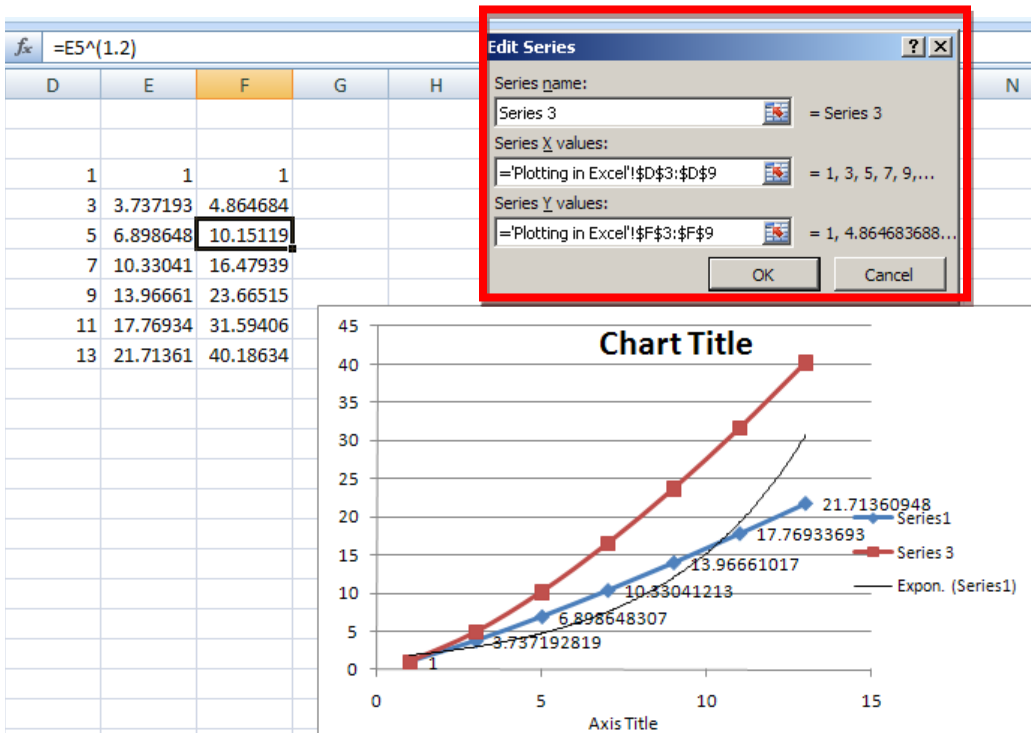 fx =E5^(1.2)
D E F G H N
1 1 1
3 3.737193 4.864684
5 6.898648 10.15119
7 10.33041 16.47939
9 13.96661 23.66515
11 17.76934 31.59406
13 21.71361 40.18634
Edit Series ? X
Series name:
Series 3 = Series 3
Series X values:
='Plotting in Excel'!$D$3:$D$9 = 1, 3, 5, 7, 9,...
Series Y values:
='Plotting in Excel'!$F$3:$F$9 = 1, 4.864683688...
OK Cancel
Chart Title
45
40
35
30
25
20
15
10
5
0
21.71360948
17.76933693
13.96661017
10.33041213
6.898648307
3.737192819
1
Series1
Series 3
Expon. (Series1)
0 5 10 15
Axis Title